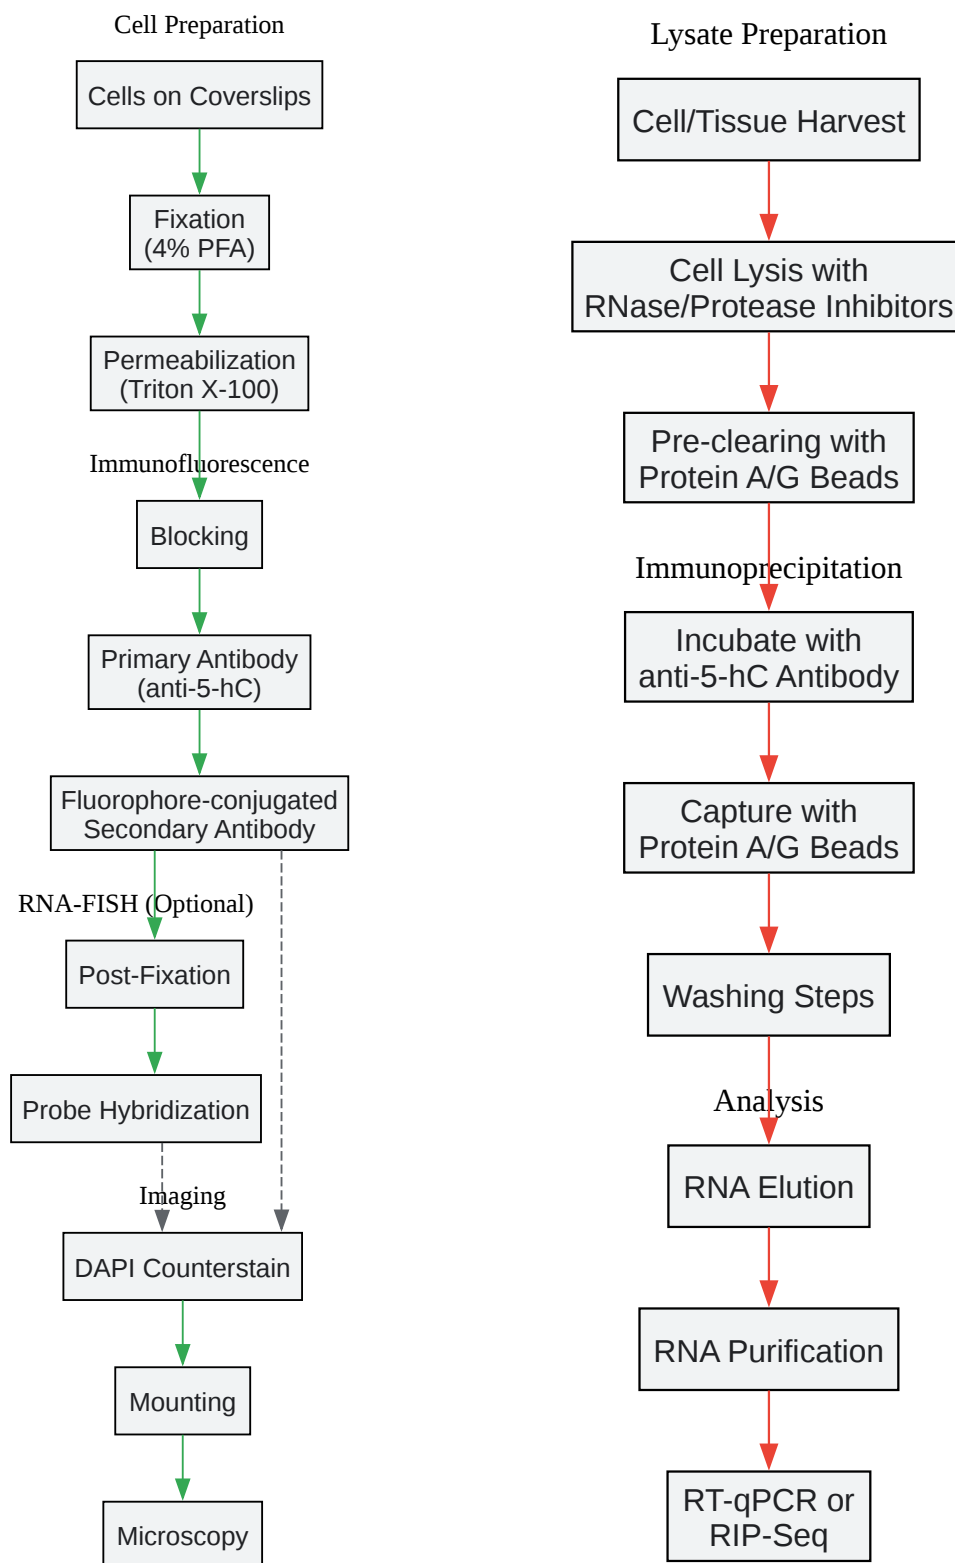 Cell Preparation
Cells on Coverslips
Fixation
(4% PFA)
Permeabilization
(Triton X-100)
Immunofluorescence
Blocking
Primary Antibody
(anti-5-hC)
Fluorophore-conjugated
Secondary Antibody
RNA-FISH (Optional)
Post-Fixation
Probe Hybridization
Imaging
DAPI Counterstain
Mounting
Microscopy
Lysate Preparation
Cell/Tissue Harvest
Cell Lysis with
RNase/Protease Inhibitors
Pre-clearing with
Protein A/G Beads
Immunoprecipitation
Incubate with
anti-5-hC Antibody
Capture with
Protein A/G Beads
Washing Steps
Analysis
RNA Elution
RNA Purification
RT-qPCR or
RIP-Seq